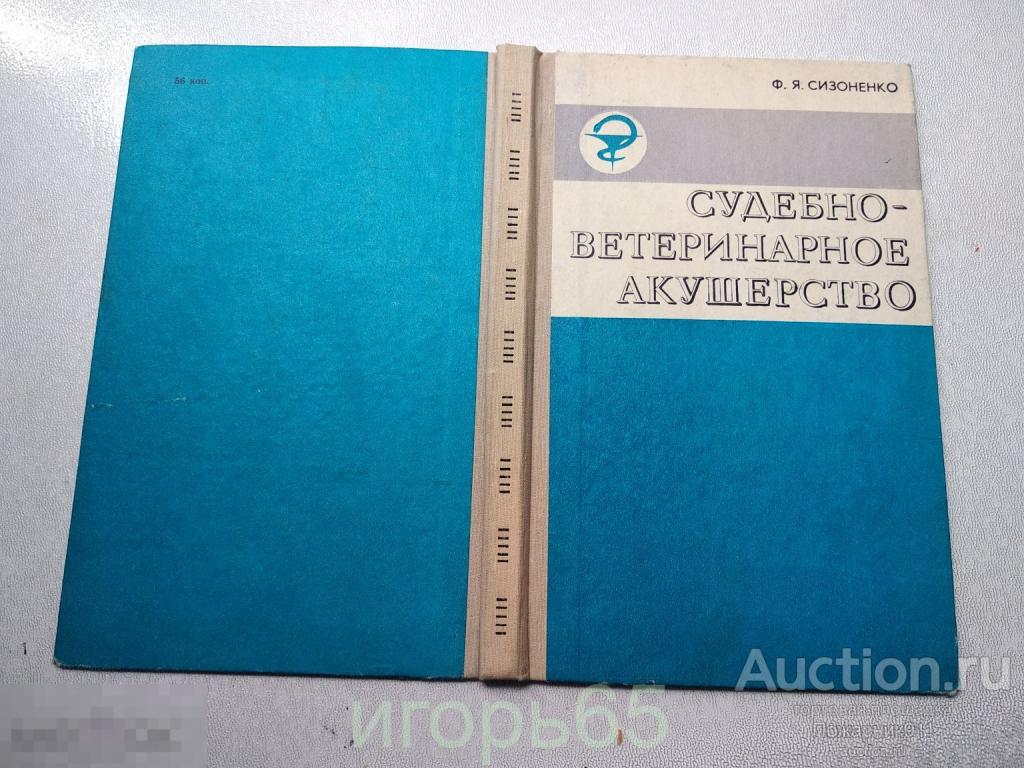 56 коп.
Ф. Я. СИЗОНЕНКО
СУДЕБНО-
ВЕТЕРИНАРНОЕ
АКУШЕРСТВО
Auction.ru
игорь65